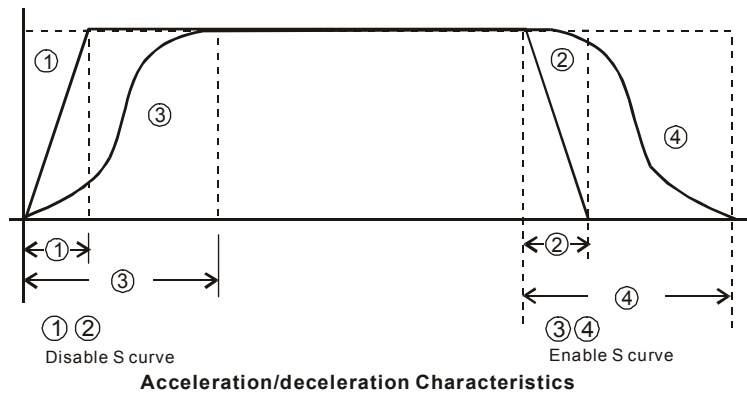 ① ②
③ ④
① ②
③ ④
① ② ③ ④
Disable S curve Enable S curve
Acceleration/deceleration Characteristics